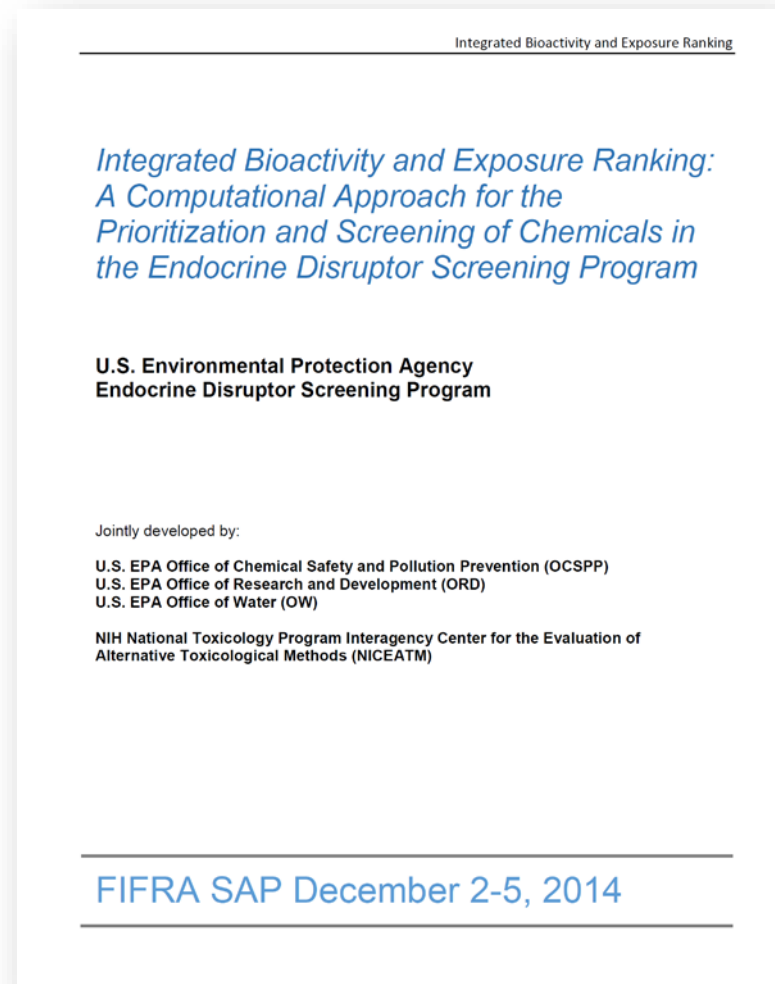 Integrated Bioactivity and Exposure Ranking
Integrated Bioactivity and Exposure Ranking:
A Computational Approach for the
Prioritization and Screening of Chemicals in
the Endocrine Disruptor Screening Program
U.S. Environmental Protection Agency
Endocrine Disruptor Screening Program
Jointly developed by:
U.S. EPA Office of Chemical Safety and Pollution Prevention (OCSPP)
U.S. EPA Office of Research and Development (ORD)
U.S. EPA Office of Water (OW)
NIH National Toxicology Program Interagency Center for the Evaluation of
Alternative Toxicological Methods (NICEATM)
FIFRA SAP December 2-5, 2014